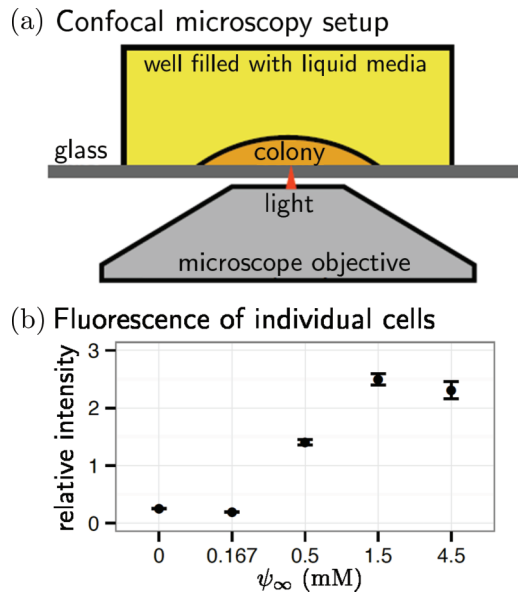 (a) Confocal microscopy setup
well filled with liquid media
glass
colony
light
microscope objective
(b) Fluorescence of individual cells
relative intensity
3
2
1
0
0 0.167 0.5 1.5 4.5
ψ∞ (mM)